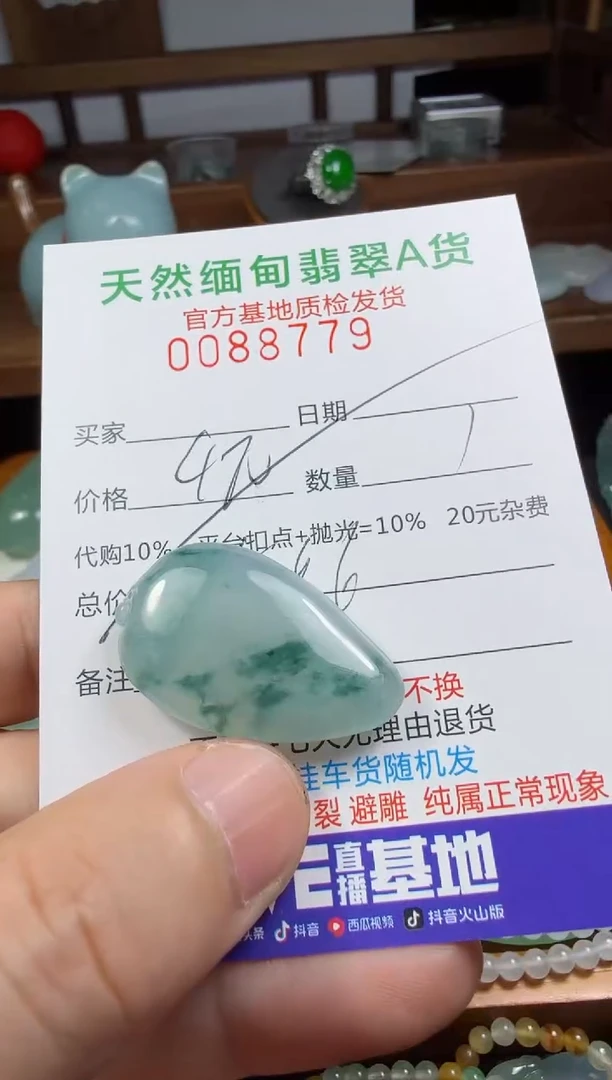 天然缅甸翡翠A货
官方基地质检发货
0088779
买家 日期
价格 数量 1
代购10% 平台扣点+抛光=10% 20元杂费
总价
备注
不换
无理由退货
挂车货随机发
裂 避雕 纯属正常现象
直播基地
头条 抖音 西瓜视频 抖音火山版